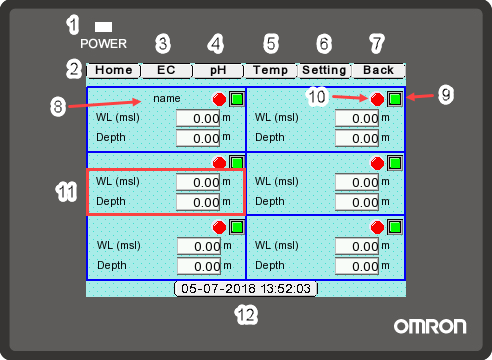 1
POWER
3 4 5 6 7
2 Home EC pH Temp Setting Back
8 name 10 9
WL (msl) 0.00 m WL (msl) 0.00 m
Depth 0.00 m Depth 0.00 m
11 WL (msl) 0.00 m WL (msl) 0.00 m
Depth 0.00 m Depth 0.00 m
WL (msl) 0.00 m WL (msl) 0.00 m
Depth 0.00 m Depth 0.00 m
05-07-2018 13:52:03
12
OMRON